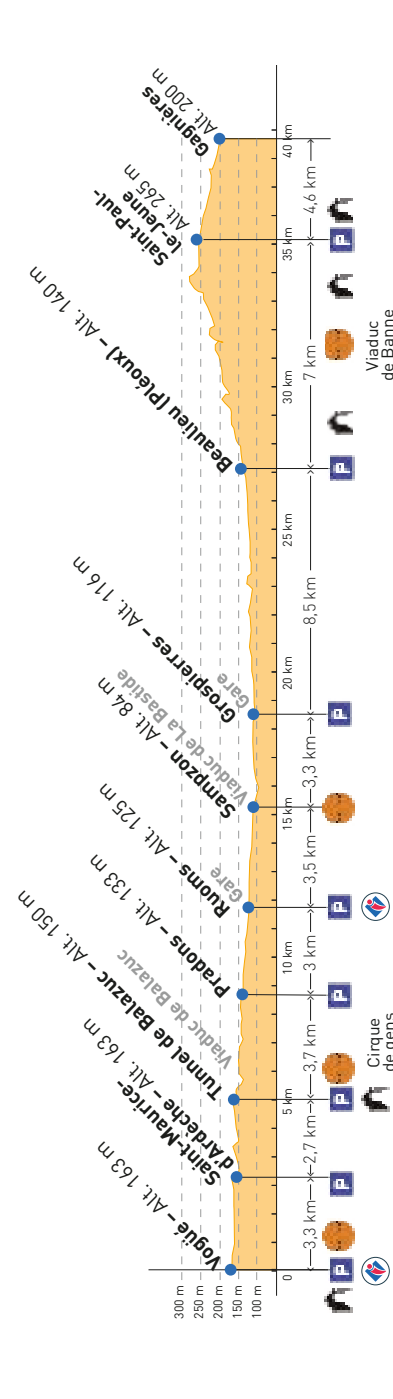 Vogüé – Alt. 163 m
Saint-Maurice-
d'Ardèche – Alt. 163 m
Tunnel de Balazuc – Alt. 150 m
Viaduc de Balazuc
Pradons – Alt. 133 m
Ruoms – Alt. 125 m
Gare
Sampzon – Alt. 84 m
Viaduc de La Bastide
Grospierres – Alt. 116 m
Gare
Beaulieu (Pléoux) – Alt. 140 m
Saint-Paul-
le-Jeune
Alt. 265 m
Gagnières
Alt. 200 m
300 m
250 m
200 m
150 m
100 m
0
5 km
10 km
15 km
20 km
25 km
30 km
35 km
40 km
3,3 km
2,7 km
3,7 km
3 km
3,5 km
3,3 km
8,5 km
7 km
4,6 km
P
P
P
P
P
P
P
P
Cirque
de gens
Viaduc
de Banne